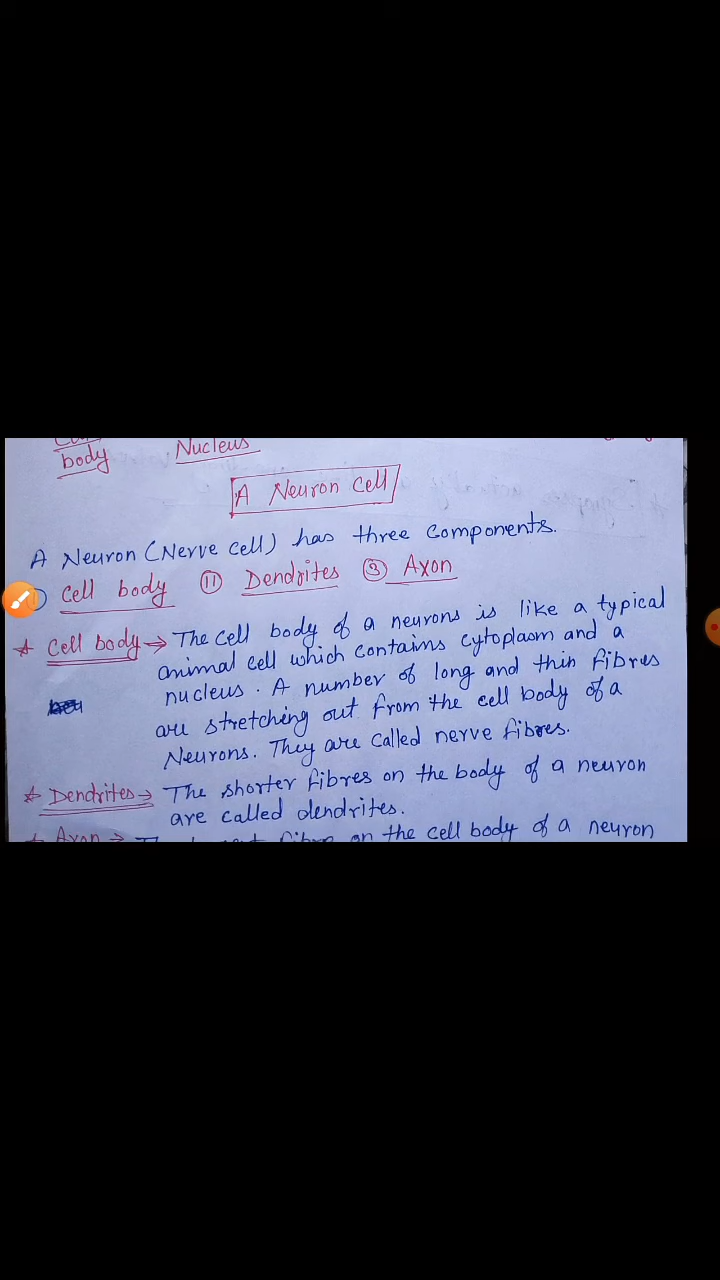 body Nucleus
A Neuron Cell
A Neuron (Nerve cell) has three Components.
Cell body (11) Dendrites (3) Axon
* Cell body → The cell body of a neurons is like a typical
animal cell which contains cytoplasm and a
nucleus. A number of long and thin fibres
are stretching out from the cell body of a
Neurons. They are called nerve fibres.
* Dendrites → The shorter fibres on the body of a neuron
are called dendrites.
* Axon → on the cell body of a neuron